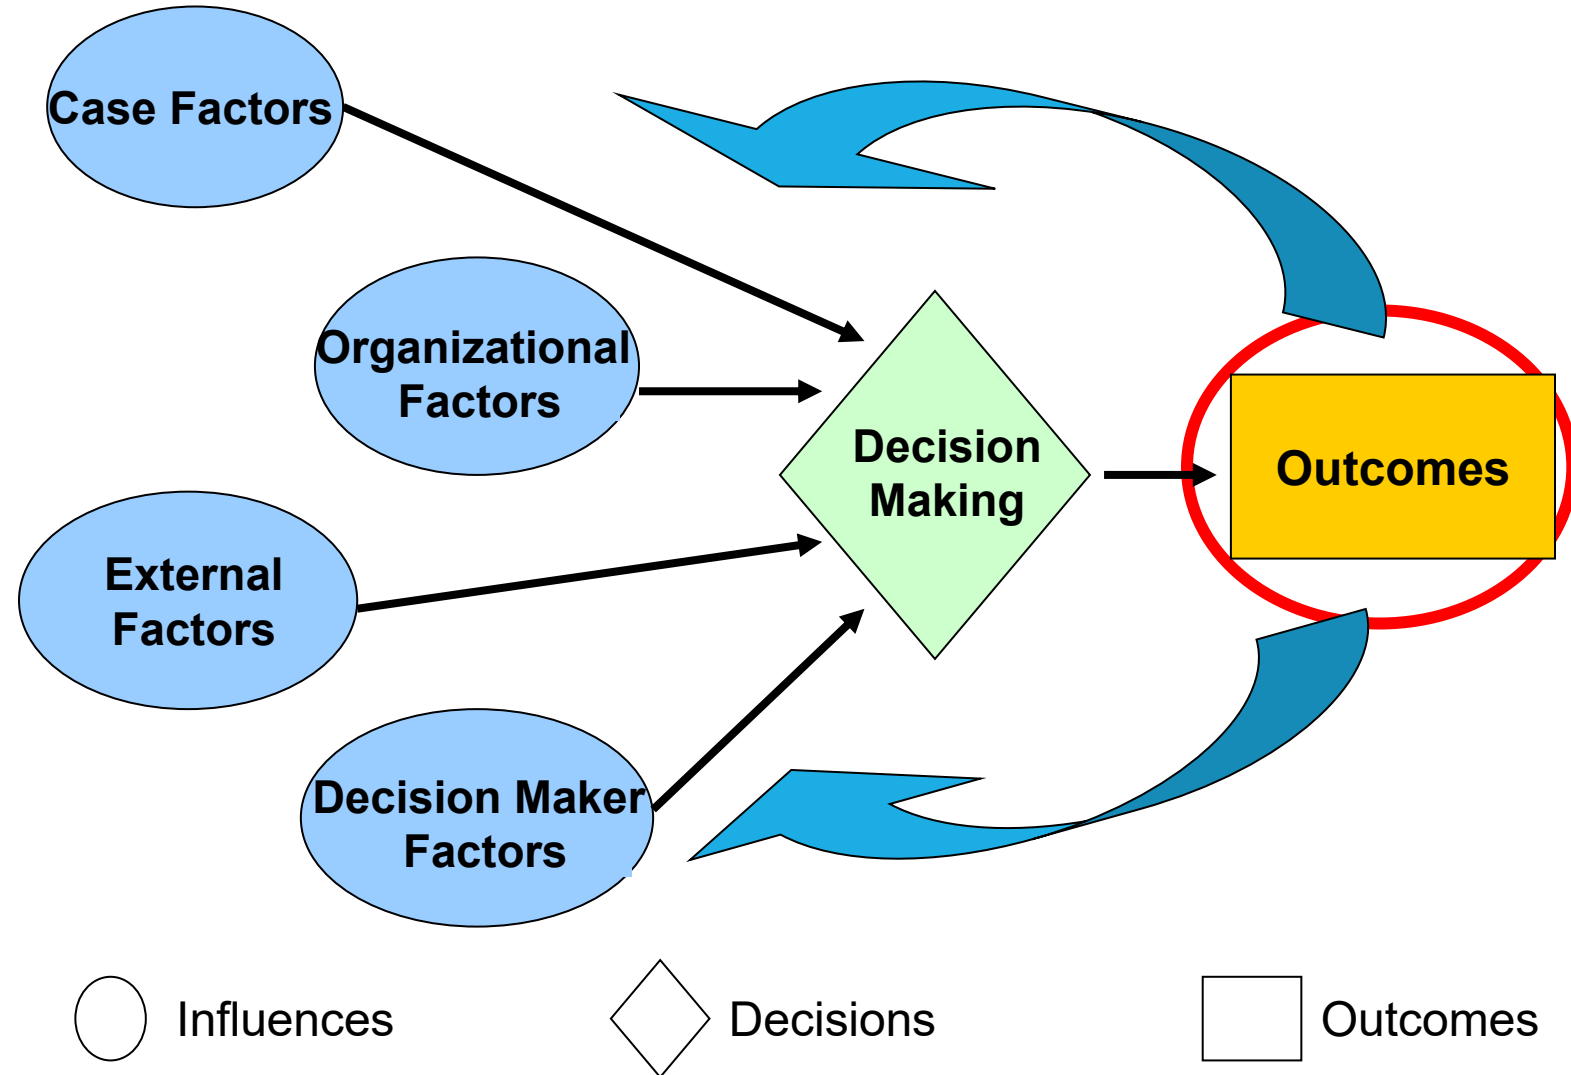 Case Factors
Organizational
Factors
Decision
Making
Outcomes
External
Factors
Decision Maker
Factors
Influences
Decisions
Outcomes